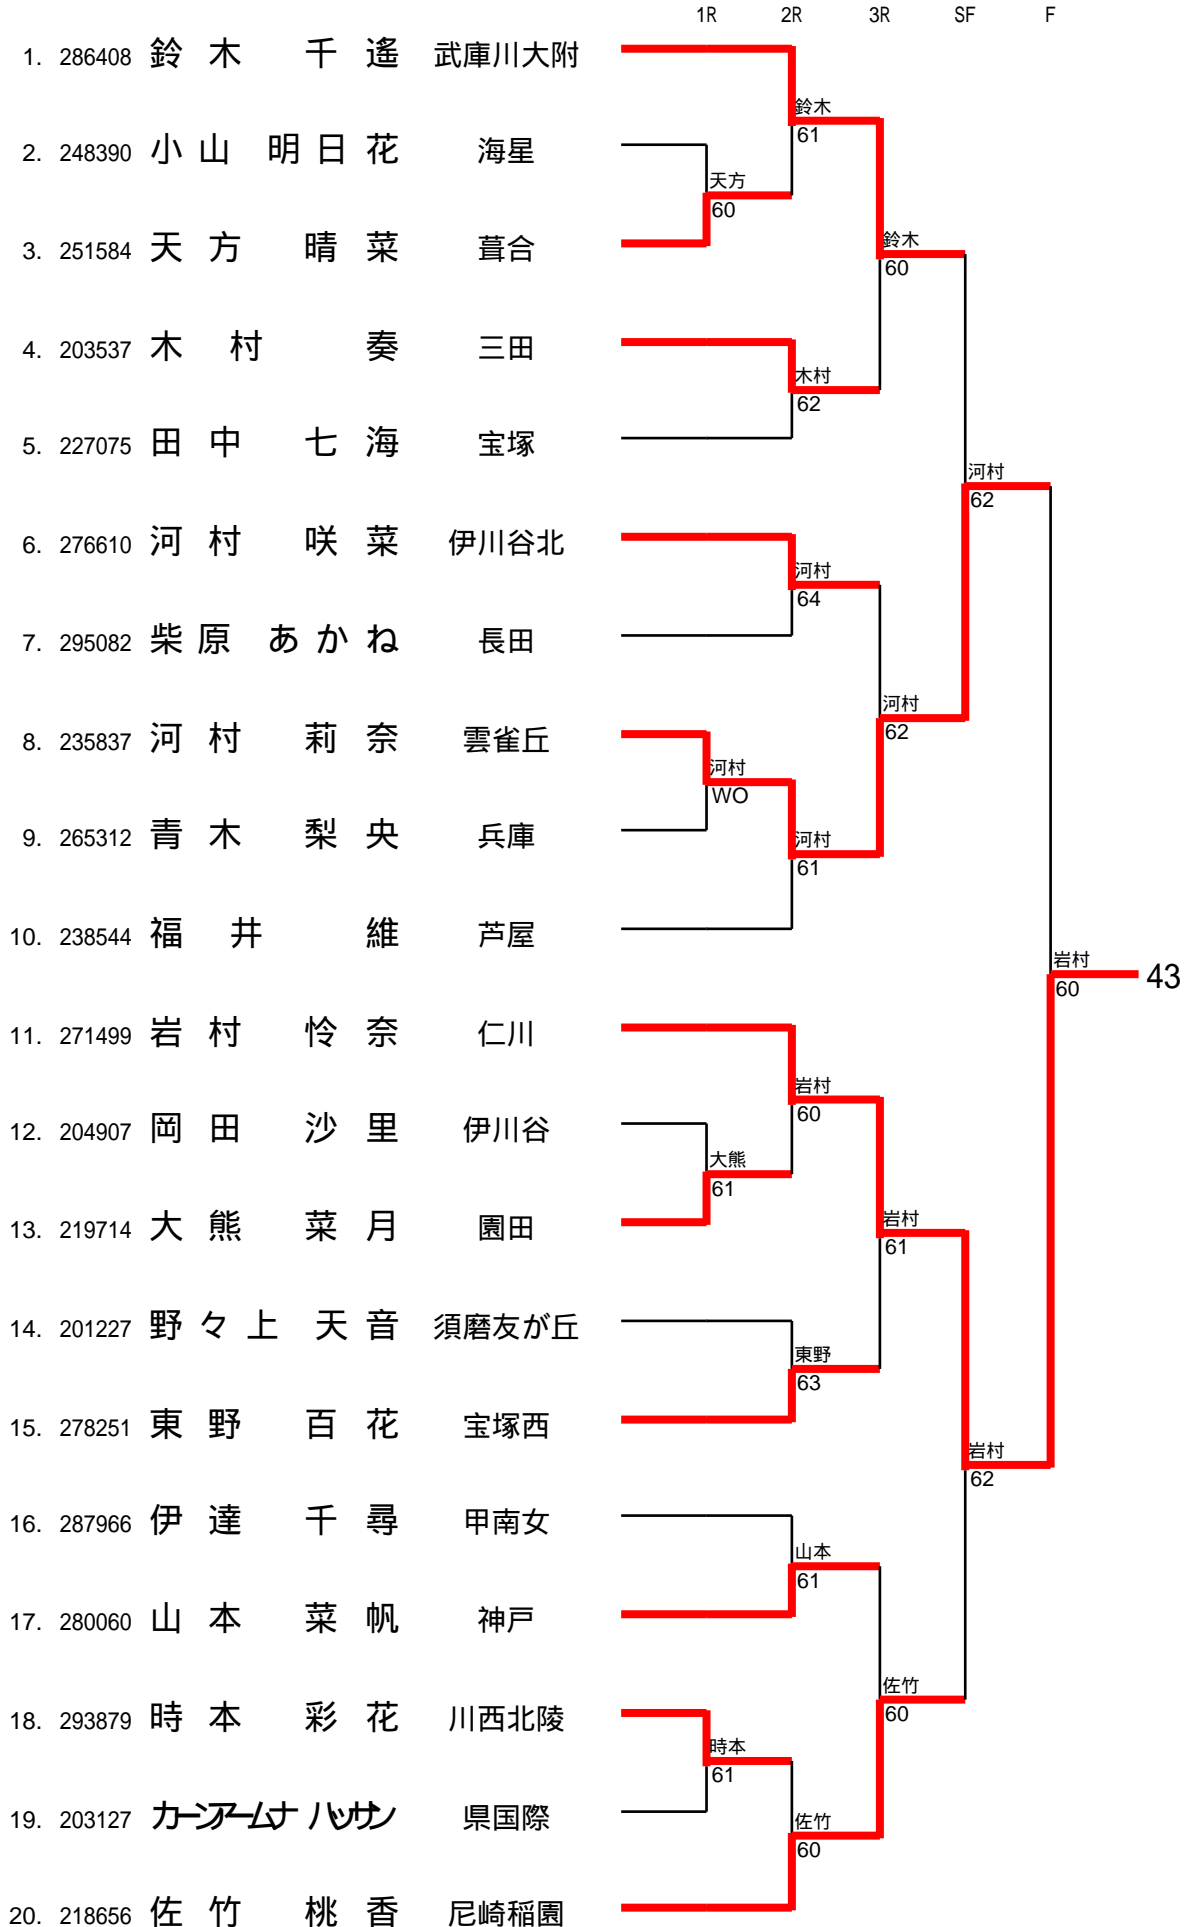 1R 2R 3R SF F
1. 286408 鈴木 千遙 武庫川大附
鈴木
61
2. 248390 小山 明日花 海星
天方
60
3. 251584 天方 晴菜 葺合
鈴木
60
4. 203537 木村 奏 三田
木村
62
5. 227075 田中 七海 宝塚
河村
62
6. 276610 河村 咲菜 伊川谷北
河村
64
7. 295082 柴原 あかね 長田
河村
62
8. 235837 河村 莉奈 雲雀丘
河村
WO
9. 265312 青木 梨央 兵庫
河村
61
10. 238544 福井 維 芦屋
岩村
60
43
11. 271499 岩村 怜奈 仁川
岩村
60
12. 204907 岡田 沙里 伊川谷
大熊
61
13. 219714 大熊 菜月 園田
岩村
61
14. 201227 野々上 天音 須磨友が丘
東野
63
15. 278251 東野 百花 宝塚西
岩村
62
16. 287966 伊達 千尋 甲南女
山本
61
17. 280060 山本 菜帆 神戸
佐竹
60
18. 293879 時本 彩花 川西北陵
時本
61
19. 203127 カーンアームナ ハッサン 県国際
佐竹
60
20. 218656 佐竹 桃香 尼崎稲園